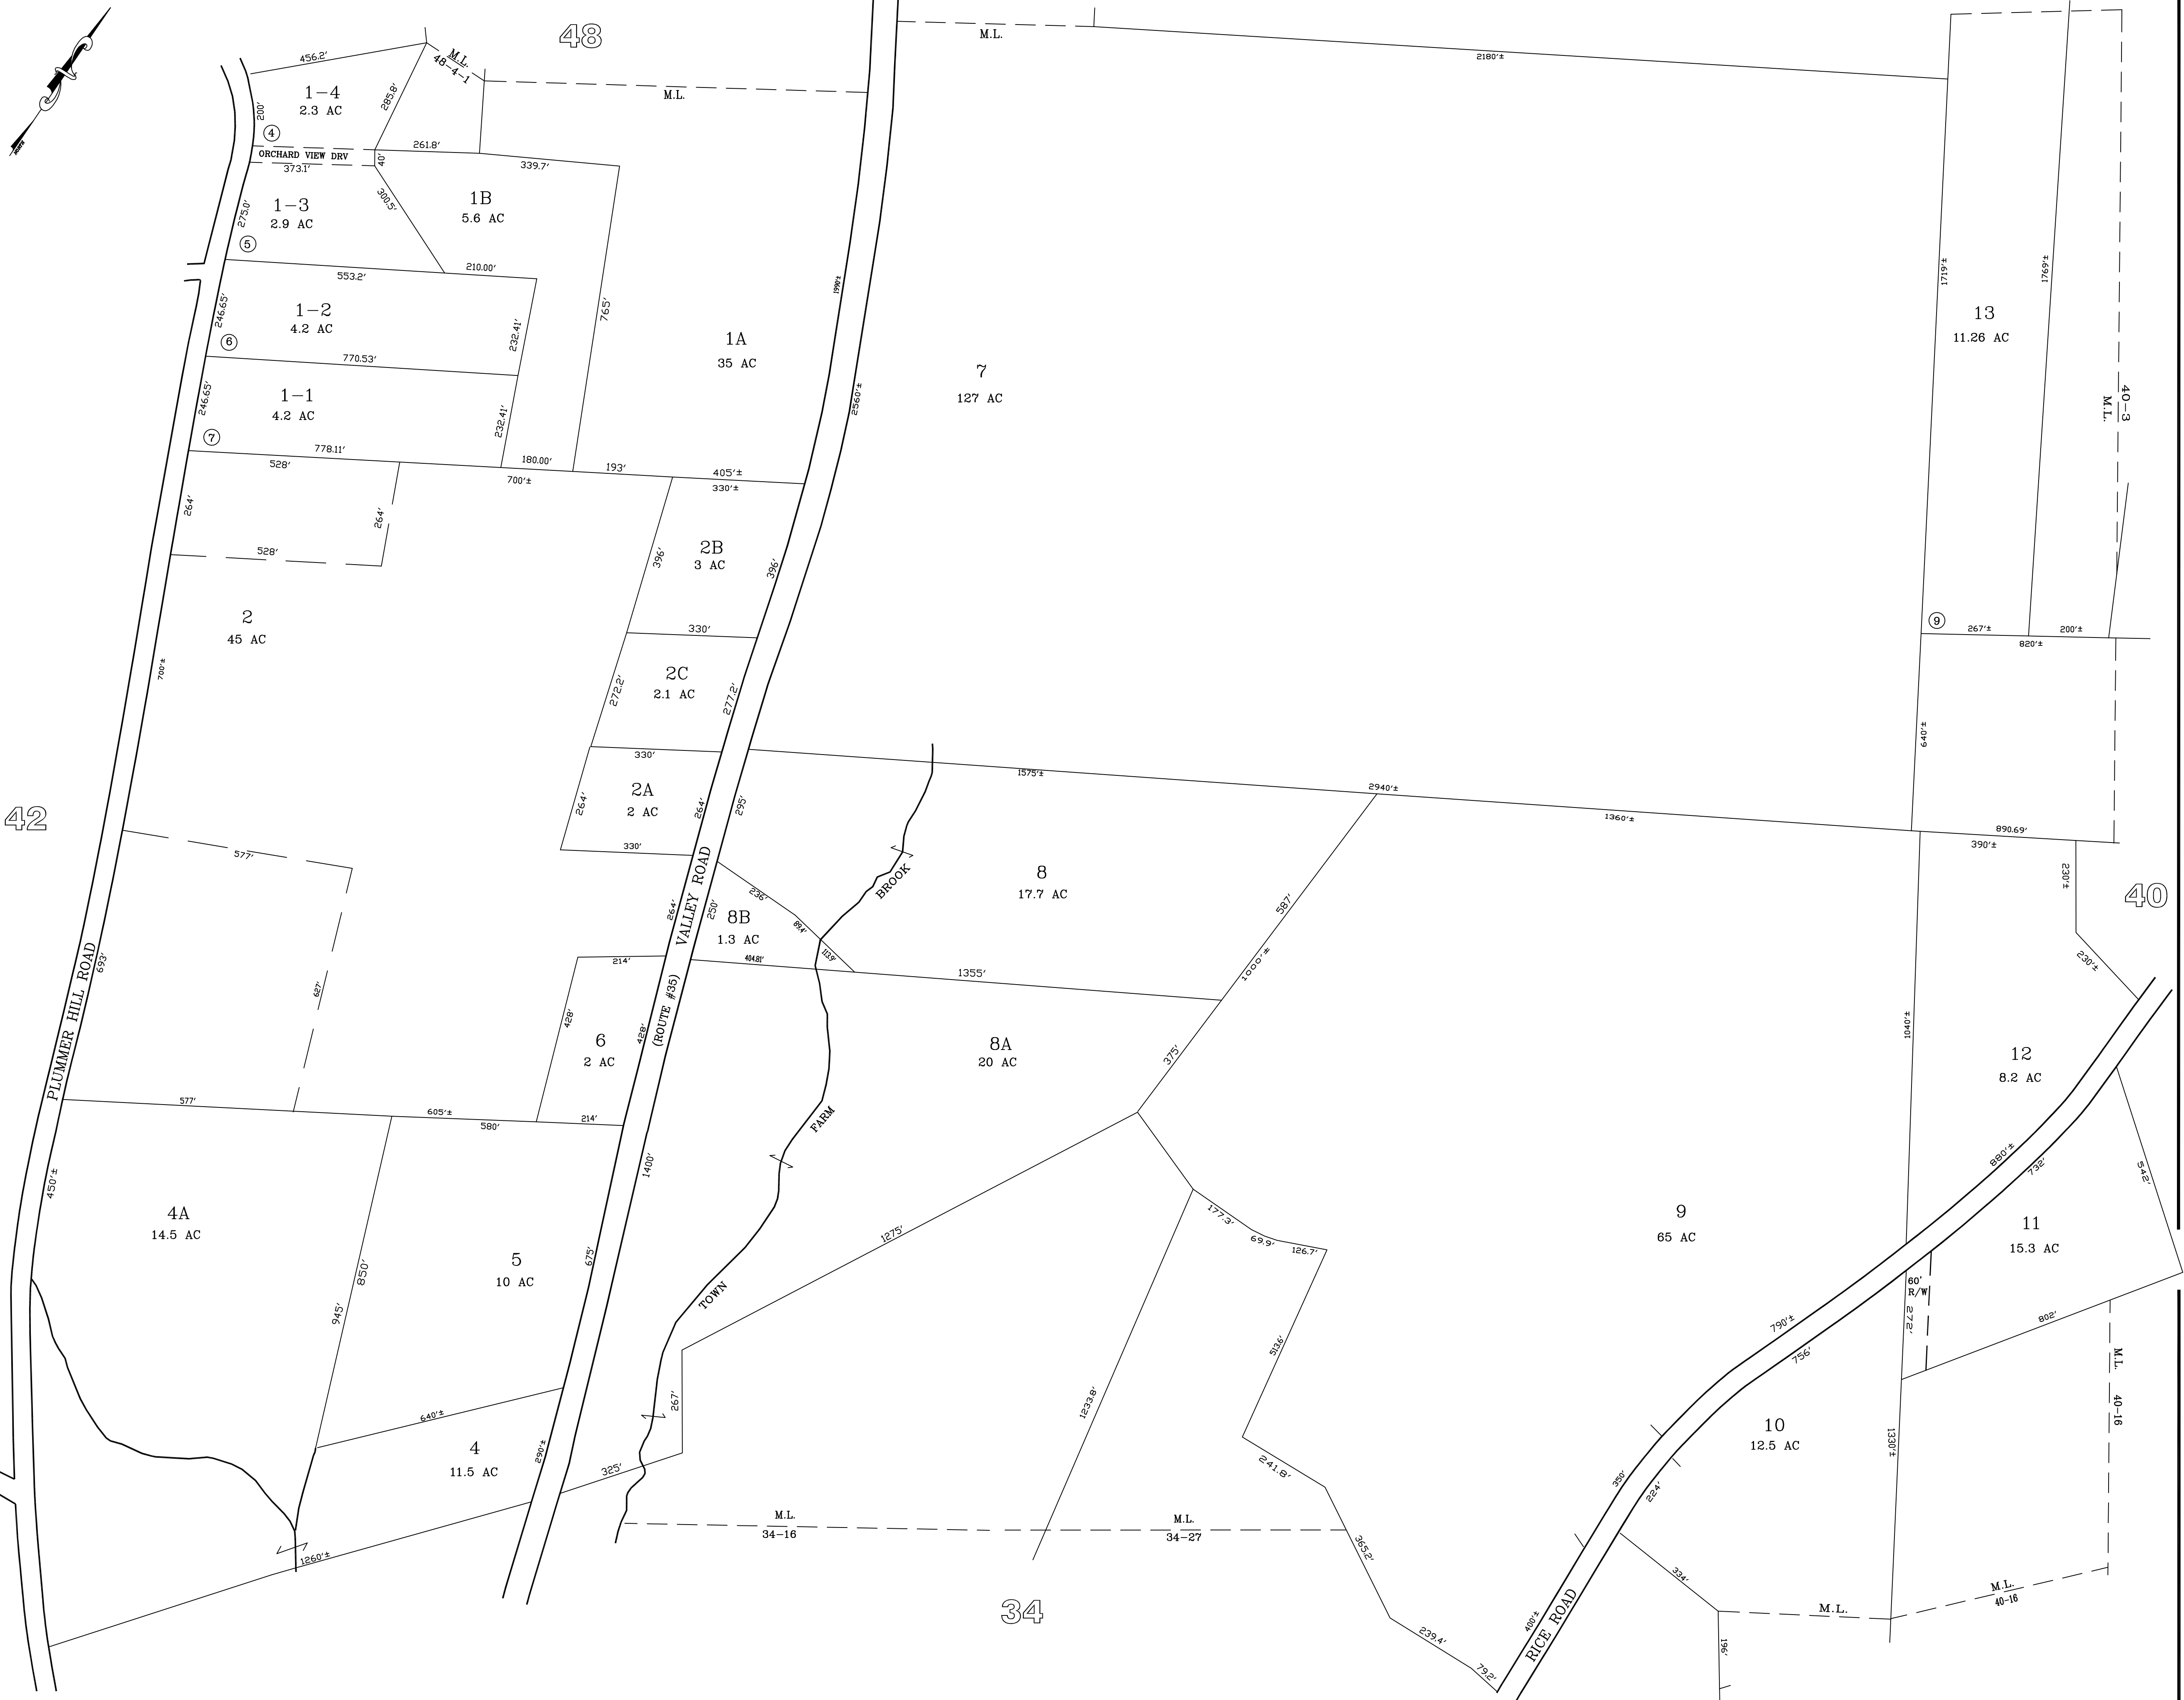 NORTH
48
M.L.
2180'±
456.2'
M.L.
48-4-1
1-4
2.3 AC
200'
285.8'
M.L.
④
ORCHARD VIEW DRV
373.1'
40'
261.8'
339.7'
300.5'
1-3
2.9 AC
275.0'
⑤
1B
5.6 AC
553.2'
210.00'
246.65'
1-2
4.2 AC
232.41'
765'
⑥
770.53'
246.65'
1-1
4.2 AC
232.41'
⑦
778.11'
180.00'
193'
405'±
1A
35 AC
1990'±
2560'±
7
127 AC
1719'±
1769'±
13
11.26 AC
40-3
M.L.
528'
700'±
330'±
264'
264'
528'
2
45 AC
700'±
396'
2B
3 AC
396'
330'
272.2'
2C
2.1 AC
277.2'
330'
264'
2A
2 AC
264'
295'
330'
⑨
267'±
200'±
820'±
640'±
1575'±
2940'±
1360'±
890.69'
390'±
42
577'
627'
693'
PLUMMER HILL ROAD
264'
VALLEY ROAD
(ROUTE #35)
250'
236'
8B
1.3 AC
89.4'
113.9'
404.81'
BROOK
8
17.7 AC
587'
1000'±
1355'
214'
428'
6
2 AC
428'
8A
20 AC
375'
230'±
40
230'±
1040'±
12
8.2 AC
577'
605'±
580'
214'
450'±
4A
14.5 AC
850'
945'
5
10 AC
675'
1400'
FARM
TOWN
1275'
177.3'
69.9'
126.7'
9
65 AC
880'±
732'
542'
11
15.3 AC
60'
R/W
272'
802'
790'±
756'
513.6'
1233.8'
267'
640'±
4
11.5 AC
290'±
325'
1260'±
M.L.
34-16
M.L.
34-27
241.8'
365.2'
239.4'
79.2'
34
350'
224'
10
12.5 AC
1330'±
M.L.
40-16
334'
400'±
RICE ROAD
M.L.
M.L.
40-16
196'